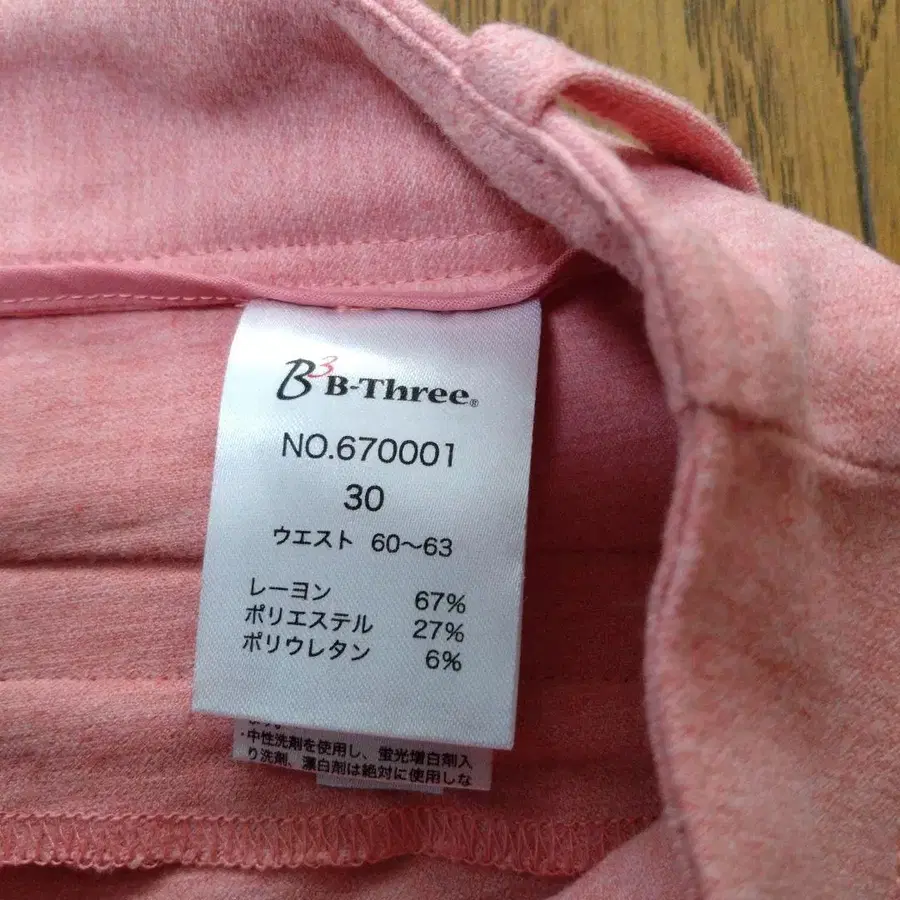 B3 B-Three®
NO.670001
30
ウエスト 60〜63
レーヨン 67%
ポリエステル 27%
ポリウレタン 6%
・中性洗剤を使用し、蛍光増白剤入
り洗剤、漂白剤は絶対に使用しな